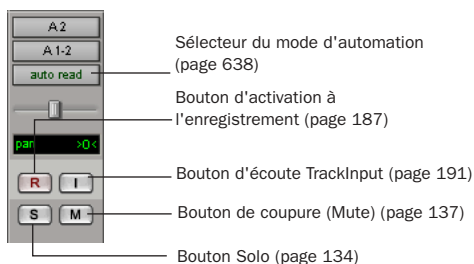 A 2
A 1-2
auto read
pan >0<
R I
S M
Sélecteur du mode d'automation
(page 638)
Bouton d'activation à
l'enregistrement (page 187)
Bouton d'écoute TrackInput (page 191)
Bouton de coupure (Mute) (page 137)
Bouton Solo (page 134)